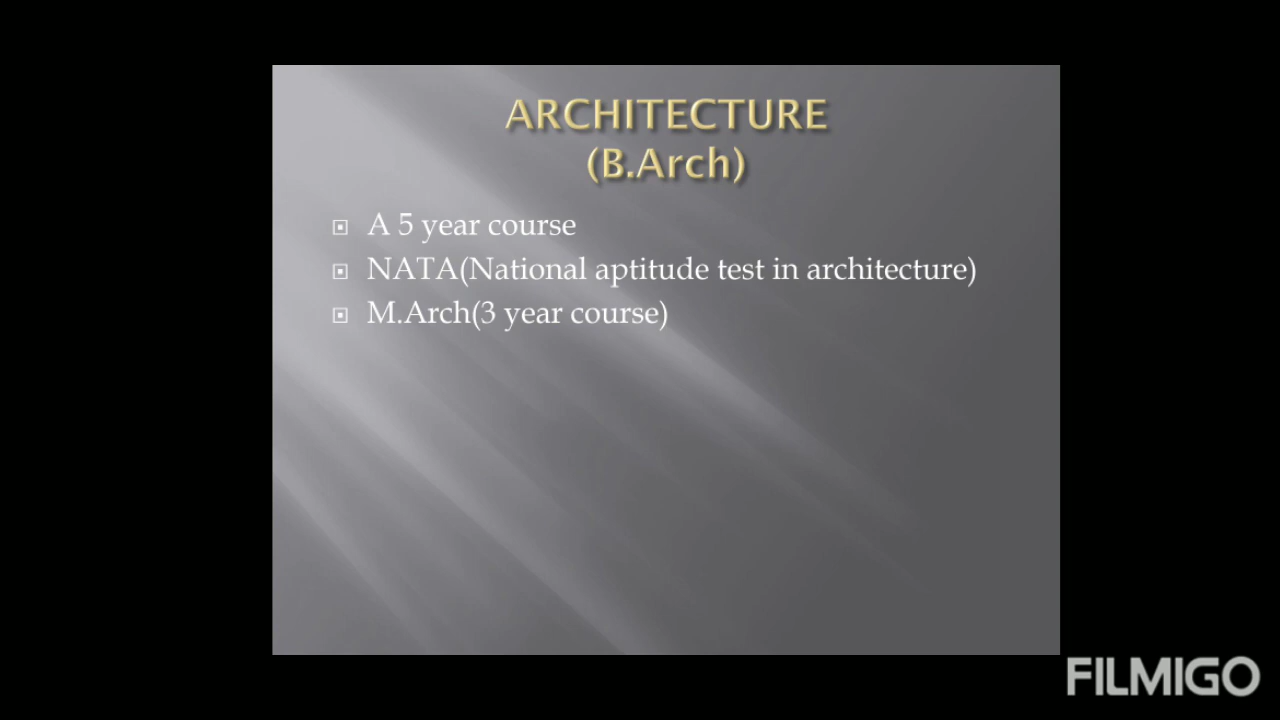 ARCHITECTURE
(B.Arch)
A 5 year course
NATA(National aptitude test in architecture)
M.Arch(3 year course)
FILMIGO